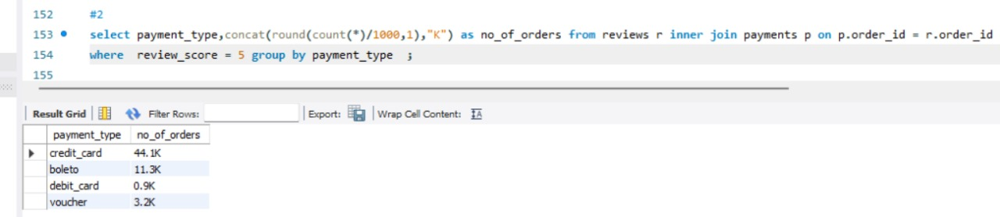 152 #2
153 select payment_type,concat(round(count(*)/1000,1),"K") as no_of_orders from reviews r inner join payments p on p.order_id = r.order_id
154 where review_score = 5 group by payment_type ;
155
Result Grid Filter Rows: Export: Wrap Cell Content: IA
payment_type no_of_orders
credit_card 44.1K
boleto 11.3K
debit_card 0.9K
voucher 3.2K